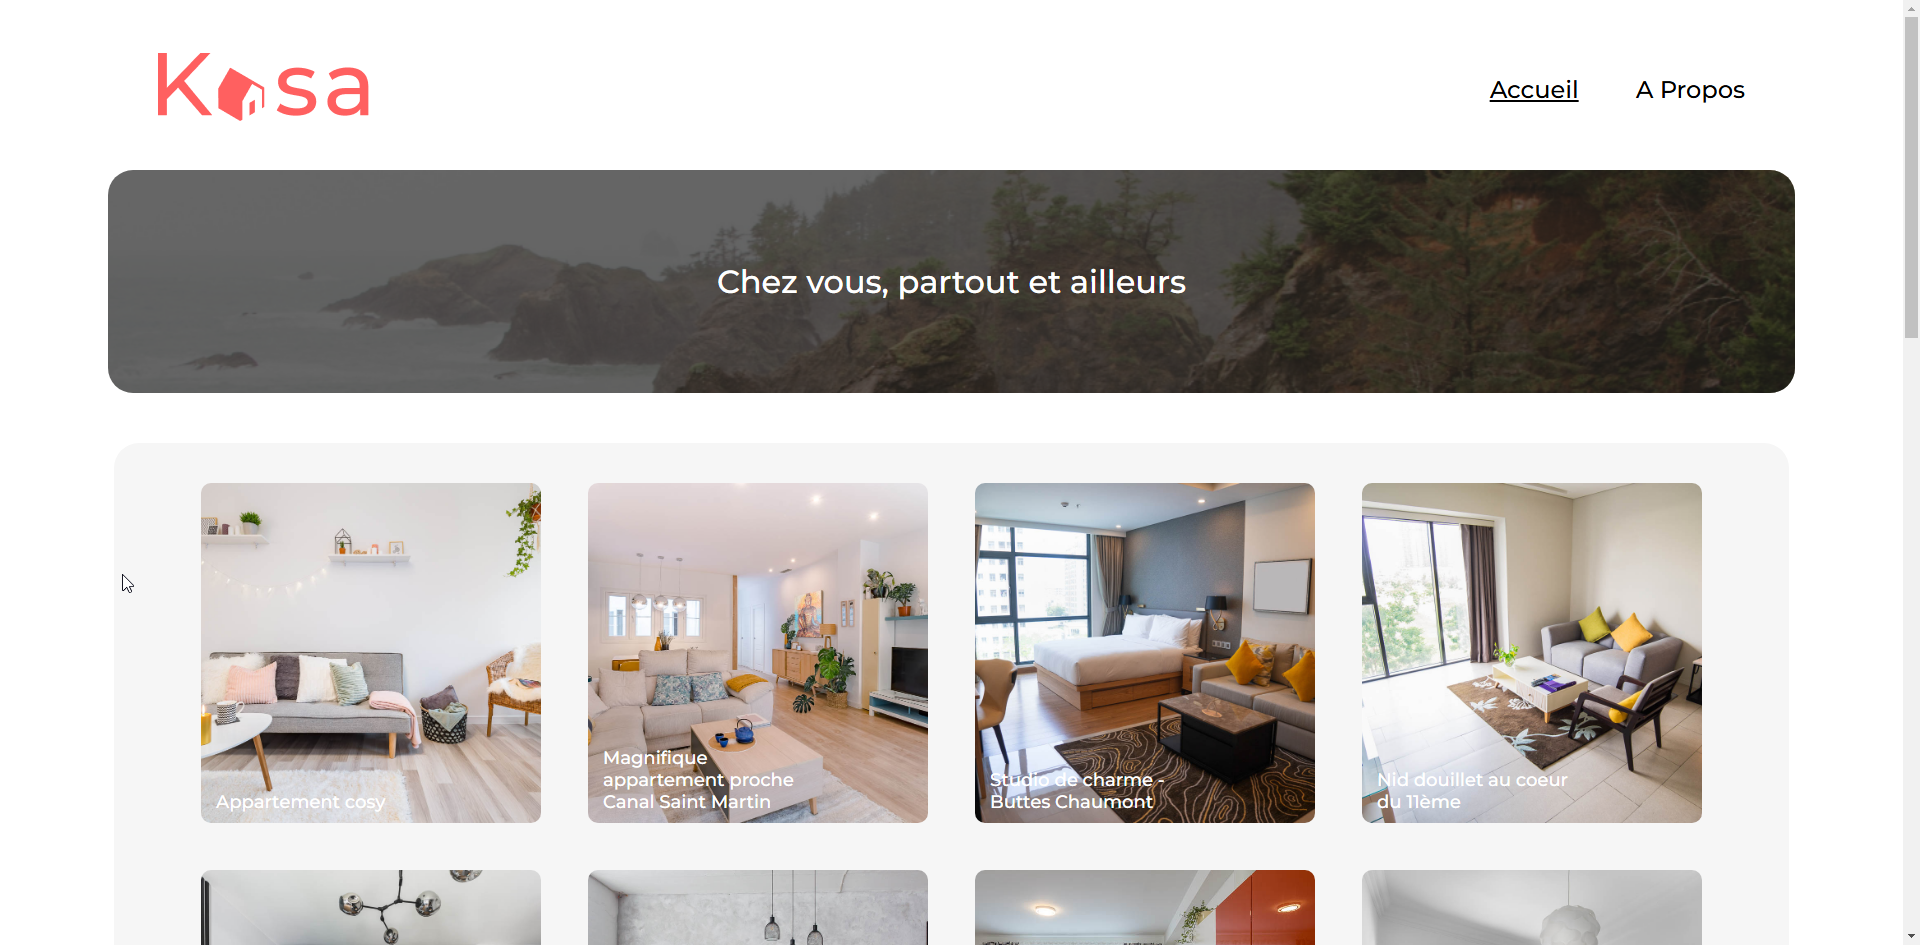 Kasa
Accueil
A Propos
Chez vous, partout et ailleurs
Appartement cosy
Magnifique
appartement proche
Canal Saint Martin
Studio de charme -
Buttes Chaumont
Nid douillet au coeur
du 11ème